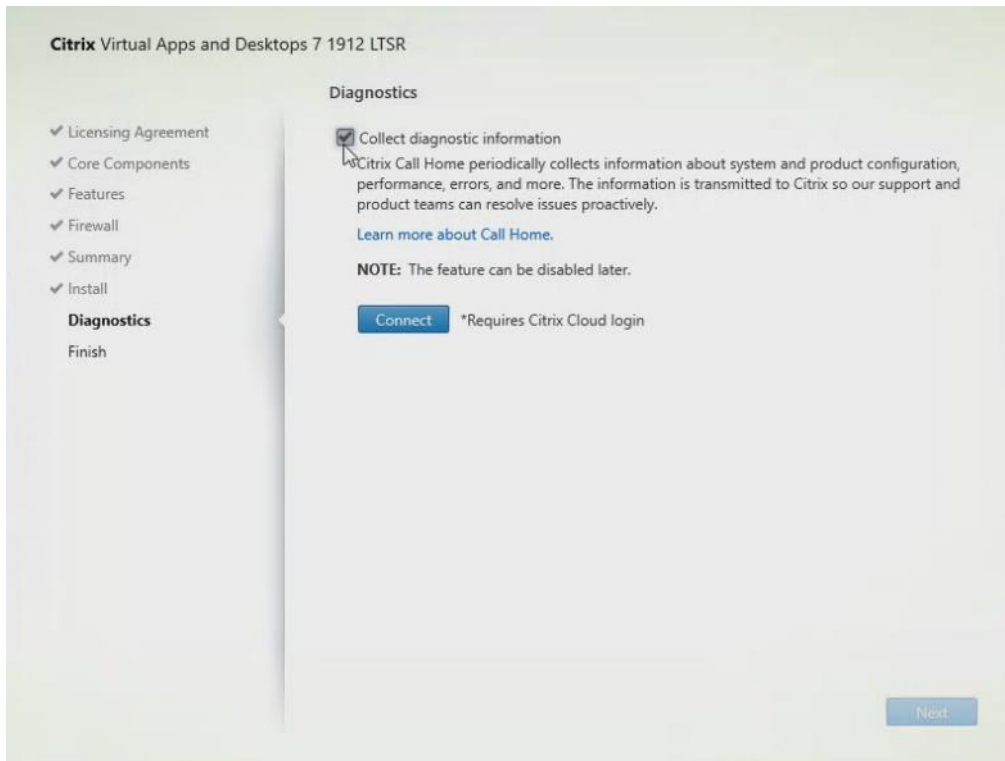 Citrix Virtual Apps and Desktops 7 1912 LTSR
Diagnostics
Licensing Agreement
Core Components
Features
Firewall
Summary
Install
Diagnostics
Finish
Collect diagnostic information
Citrix Call Home periodically collects information about system and product configuration,
performance, errors, and more. The information is transmitted to Citrix so our support and
product teams can resolve issues proactively.
Learn more about Call Home.
NOTE: The feature can be disabled later.
Connect *Requires Citrix Cloud login
Next